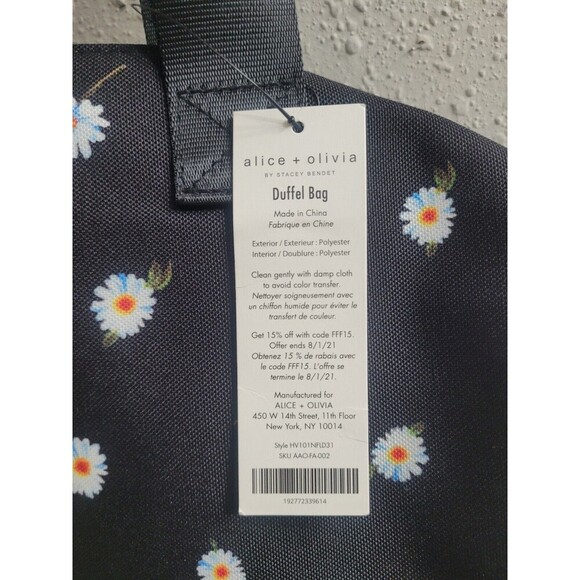 alice + olivia
BY STACEY BENDET
Duffel Bag
Made in China
Fabrique en Chine
Exterior / Exterieur : Polyester
Interior / Doublure : Polyester
Clean gently with damp cloth
to avoid color transfer.
Nettoyer soigneusement avec
un chiffon humide pour éviter le
transfert de couleur.
Get 15% off with code FFF15.
Offer ends 8/1/21
Obtenez 15 % de rabais avec
le code FFF15. L'offre se
termine le 8/1/21.
Manufactured for
ALICE + OLIVIA
450 W 14th Street, 11th Floor
New York, NY 10014
Style HV101NFLD31
SKU AAO-FA-002
192772339614